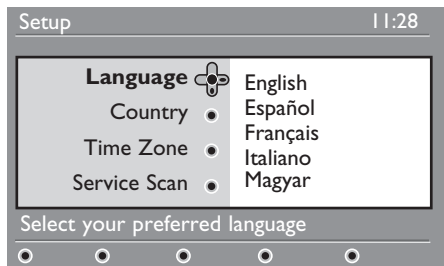 Setup 11:28
Language
Country
Time Zone
Service Scan
English
Español
Français
Italiano
Magyar
Select your preferred language